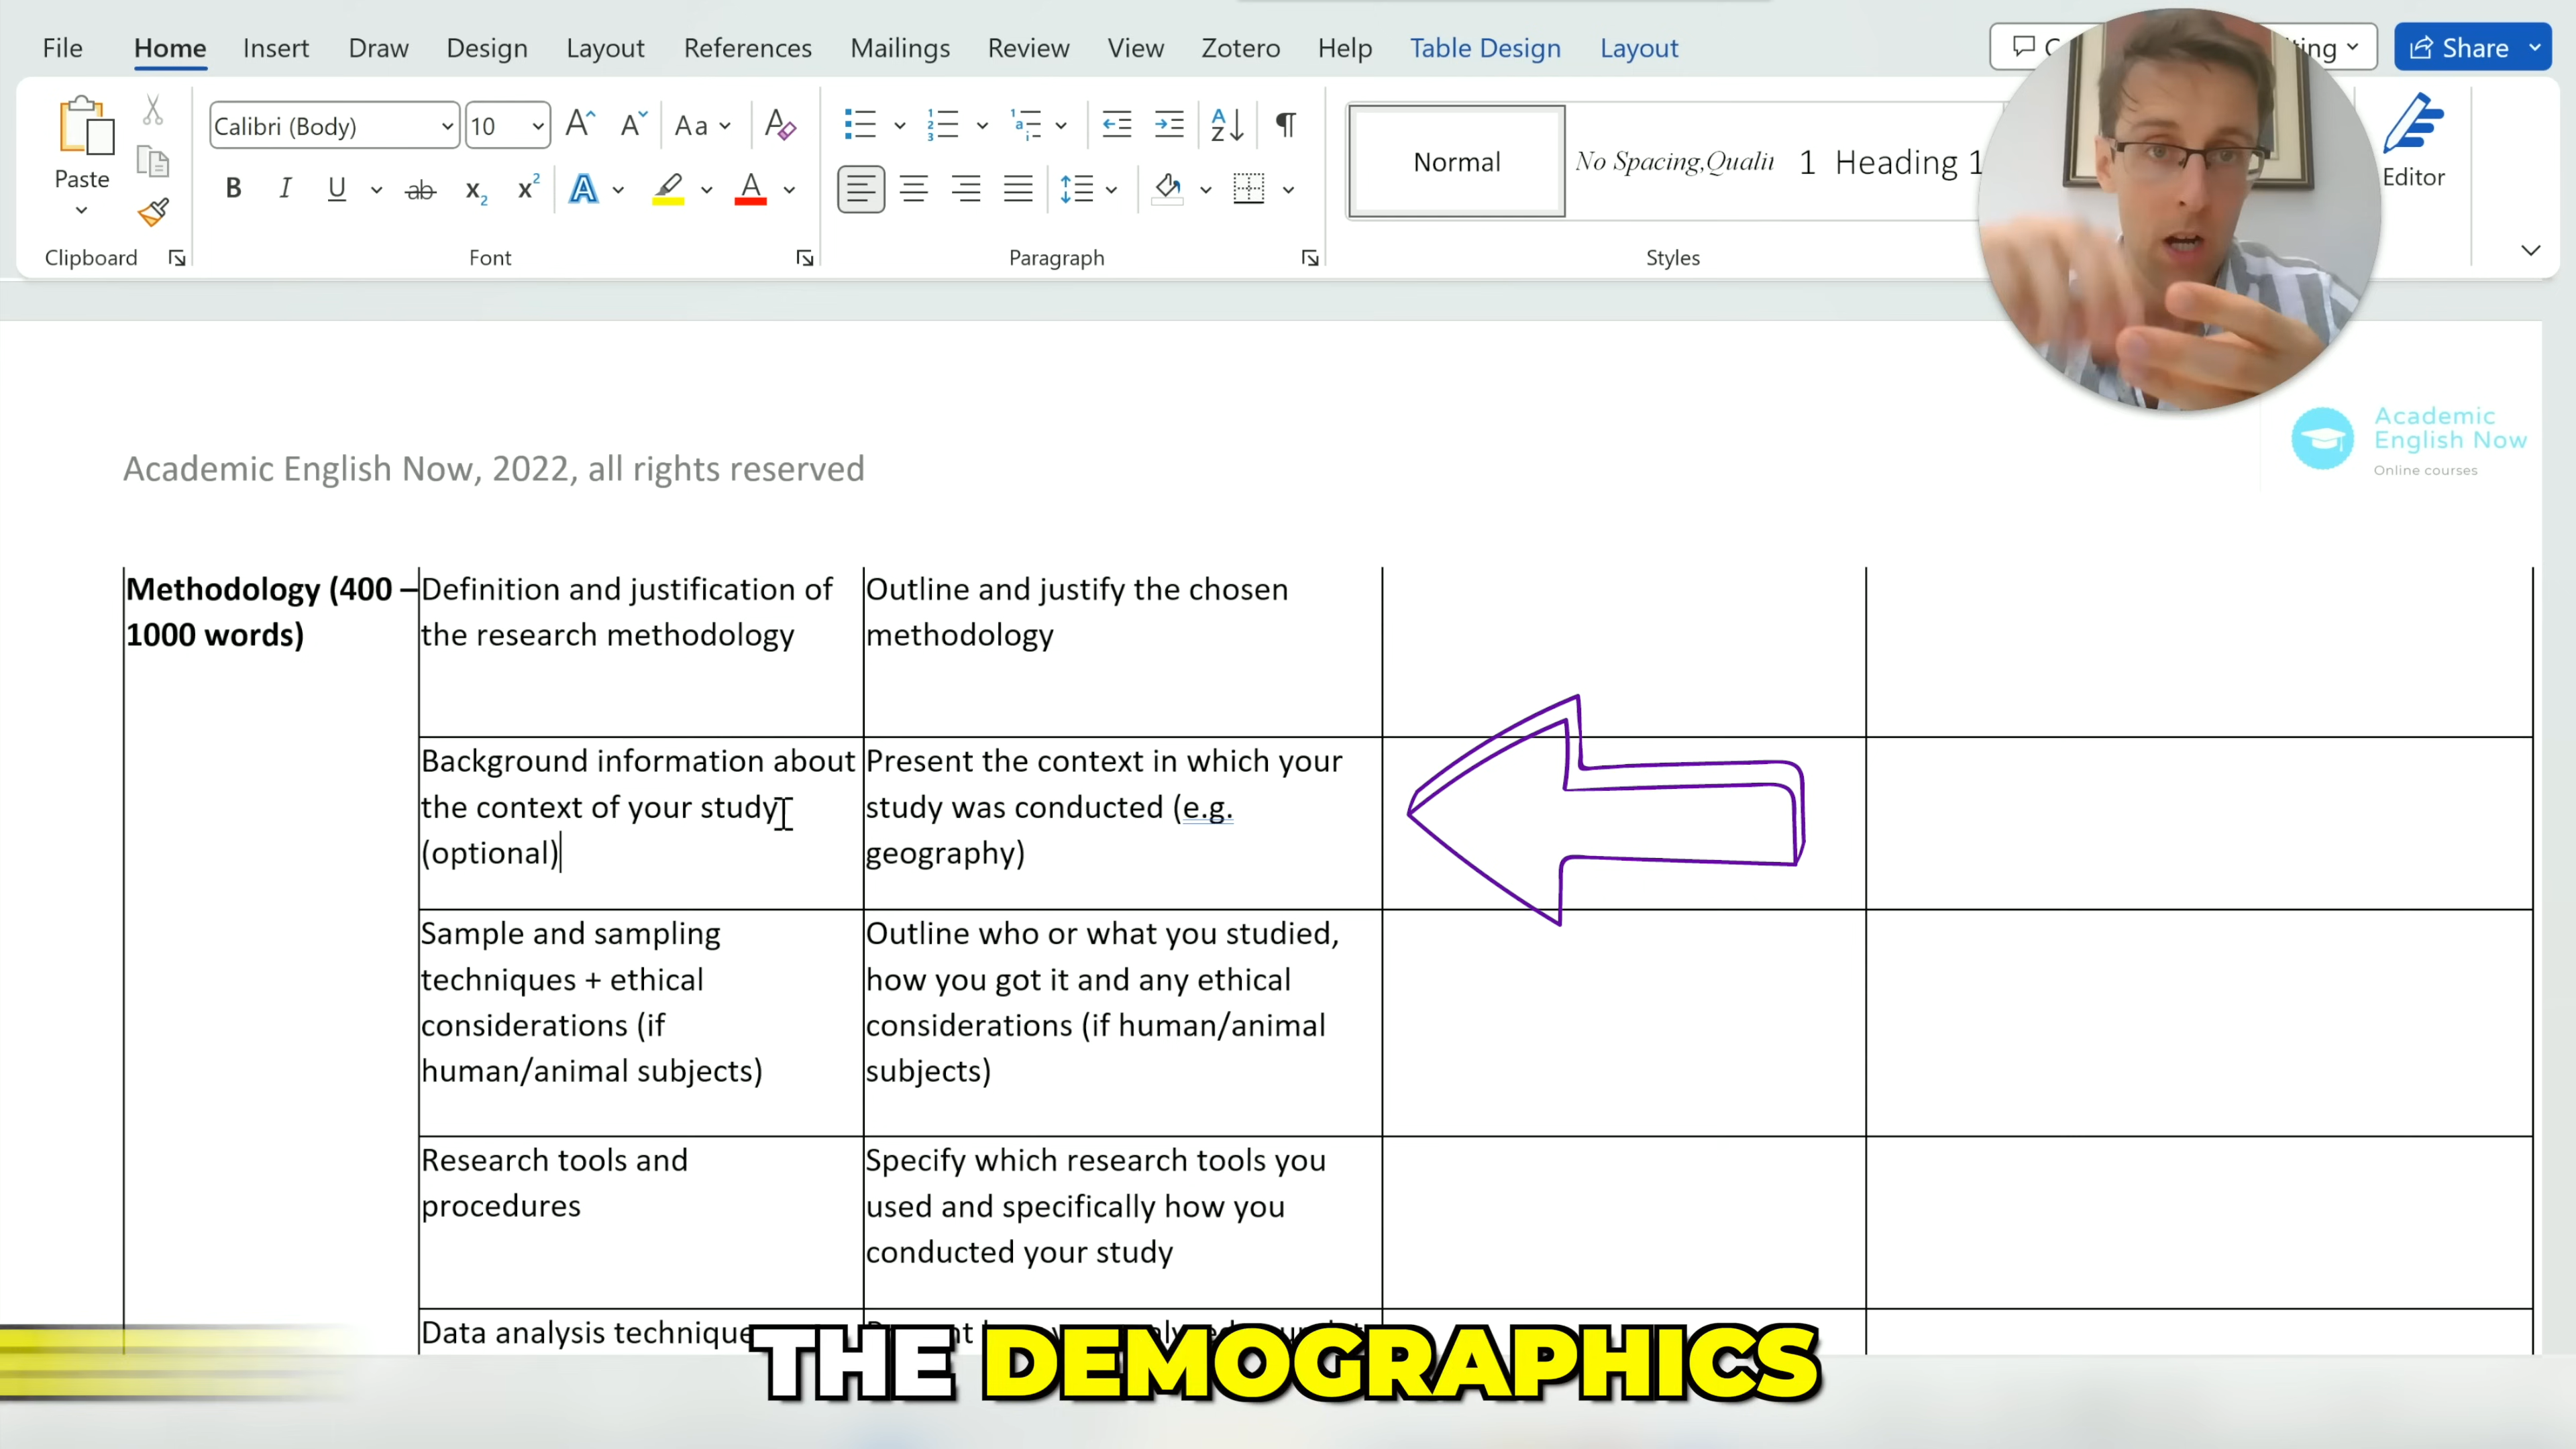 File Home Insert Draw Design Layout References Mailings Review View Zotero Help Table Design Layout
Share
Paste
Calibri (Body) 10
Aa
Normal
No Spacing,Qualit
1 Heading 1
Editor
Clipboard
Font
Paragraph
Styles
Academic English Now, 2022, all rights reserved
Academic
English Now
Online courses
Methodology (400 –
1000 words)
Definition and justification of
the research methodology
Outline and justify the chosen
methodology
Background information about
the context of your study
(optional)
Present the context in which your
study was conducted (e.g.
geography)
Sample and sampling
techniques + ethical
considerations (if
human/animal subjects)
Outline who or what you studied,
how you got it and any ethical
considerations (if human/animal
subjects)
Research tools and
procedures
Specify which research tools you
used and specifically how you
conducted your study
Data analysis technique
THE DEMOGRAPHICS